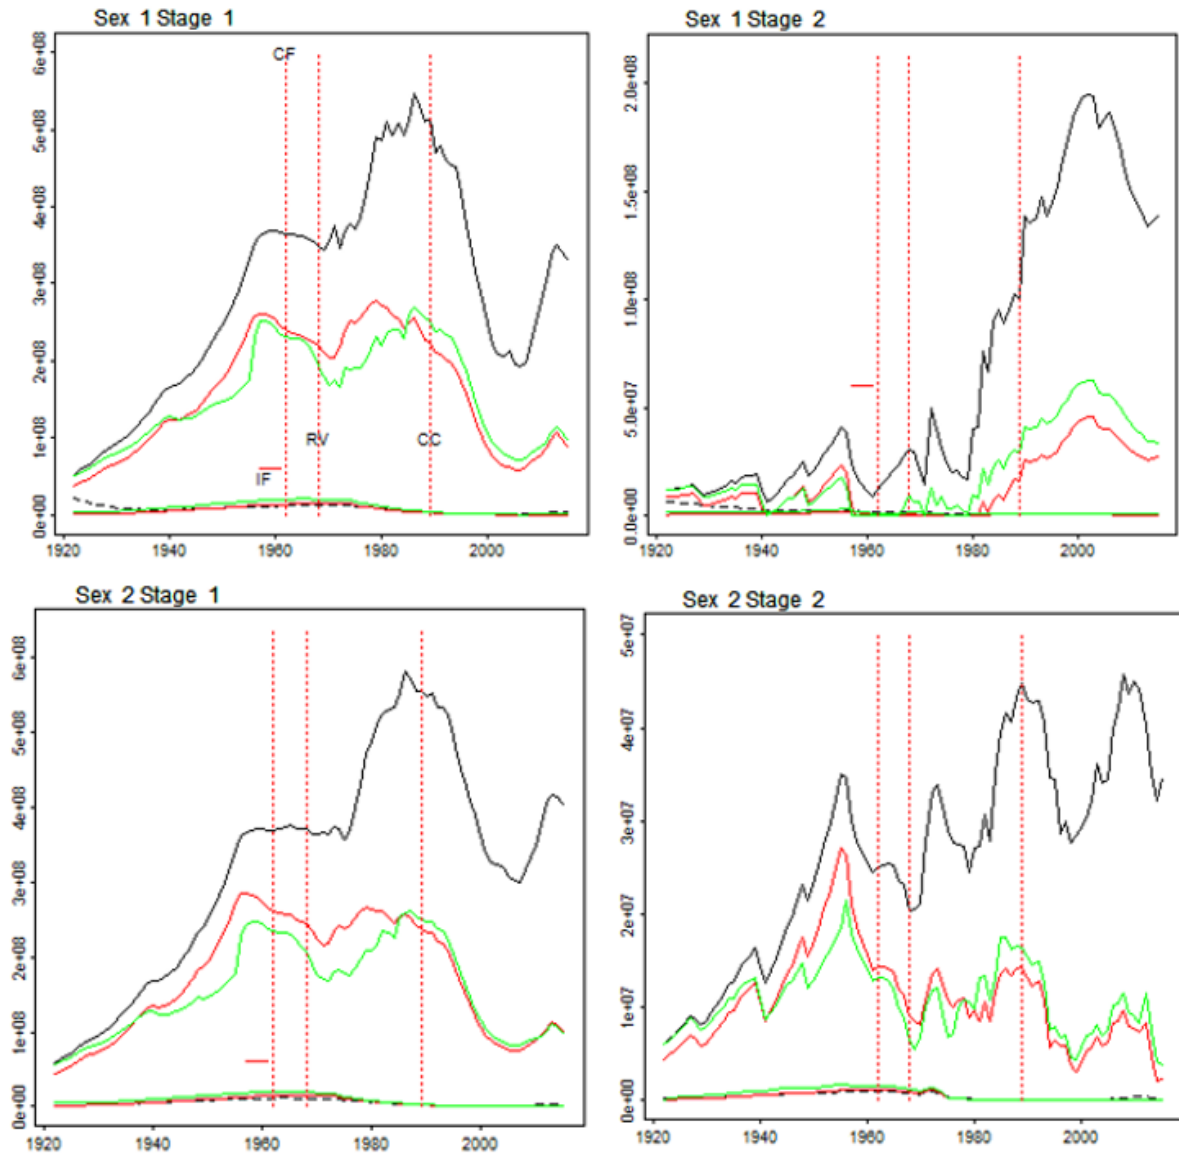 Sex 1 Stage 1
6e+08
5e+08
4e+08
3e+08
2e+08
1e+08
0e+00
CF
RV
CC
IF
1920 1940 1960 1980 2000
Sex 1 Stage 2
2.0e+08
1.5e+08
1.0e+08
5.0e+07
0.0e+00
1920 1940 1960 1980 2000
Sex 2 Stage 1
6e+08
5e+08
4e+08
3e+08
2e+08
1e+08
0e+00
1920 1940 1960 1980 2000
Sex 2 Stage 2
5e+07
4e+07
3e+07
2e+07
1e+07
0e+00
1920 1940 1960 1980 2000